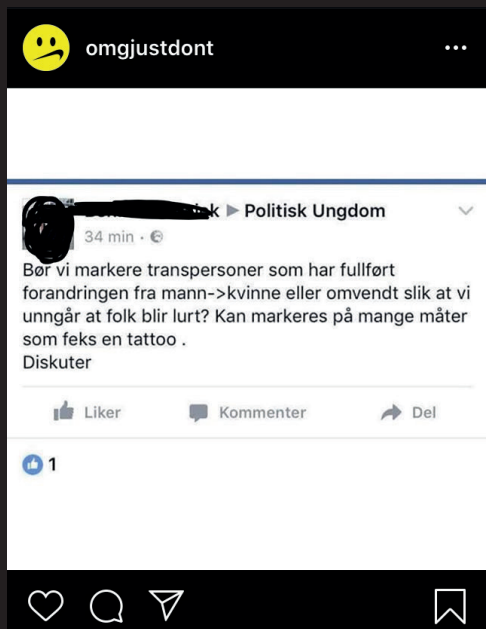 omgjustdont
Politisk Ungdom
34 min
Bør vi markere transpersoner som har fullført
forandringen fra mann->kvinne eller omvendt slik at vi
unngår at folk blir lurt? Kan markeres på mange måter
som feks en tattoo .
Diskuter
Liker
Kommenter
Del
1